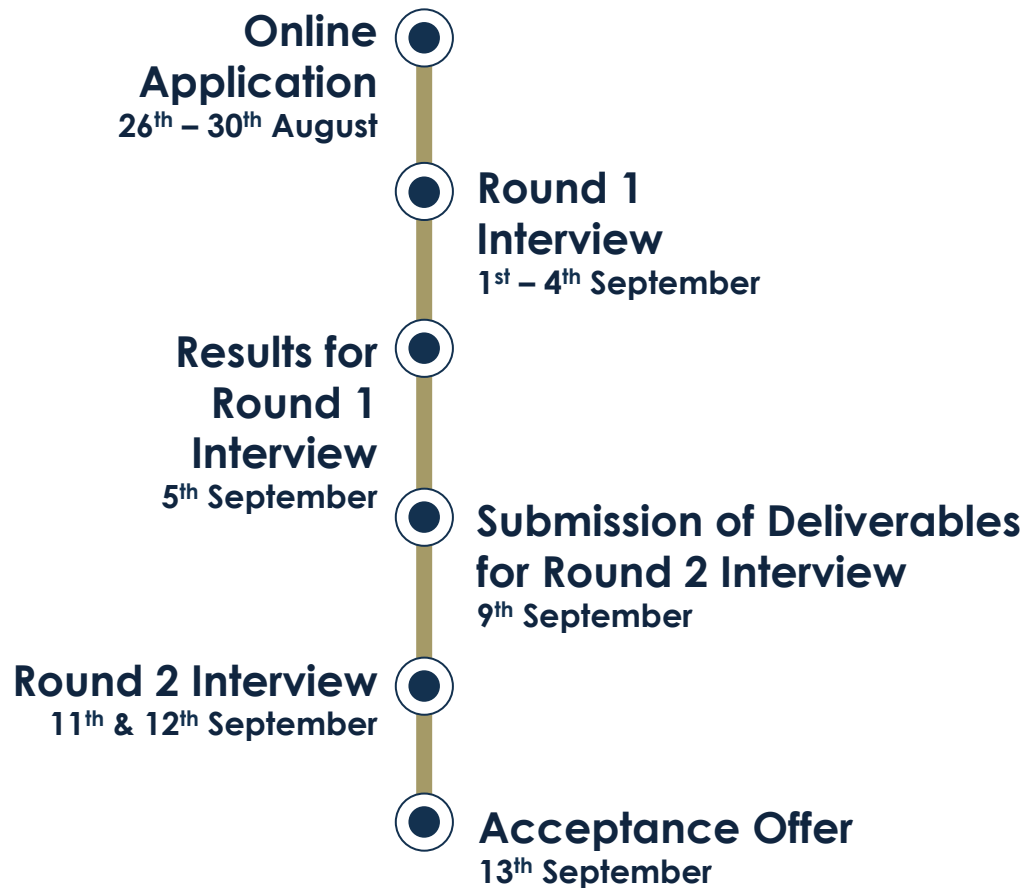 Online
Application
26th – 30th August
Round 1
Interview
1st – 4th September
Results for
Round 1
Interview
5th September
Submission of Deliverables
for Round 2 Interview
9th September
Round 2 Interview
11th & 12th September
Acceptance Offer
13th September